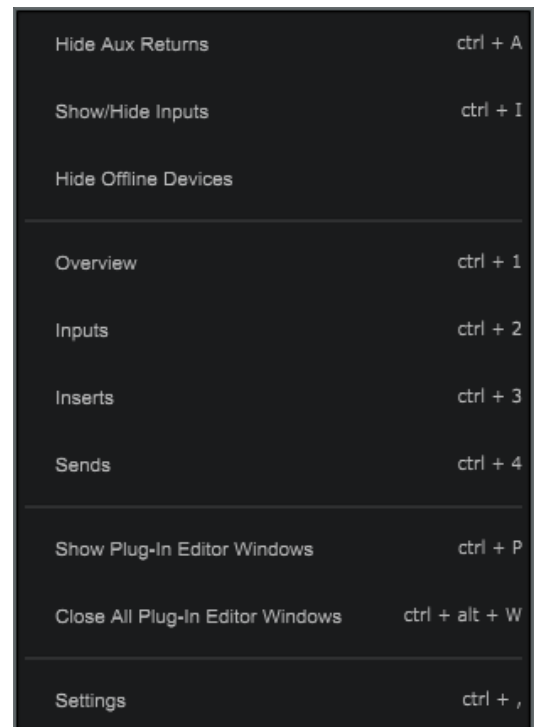 Hide Aux Returns ctrl + A
Show/Hide Inputs ctrl + I
Hide Offline Devices
Overview ctrl + 1
Inputs ctrl + 2
Inserts ctrl + 3
Sends ctrl + 4
Show Plug-In Editor Windows ctrl + P
Close All Plug-In Editor Windows ctrl + alt + W
Settings ctrl + ,